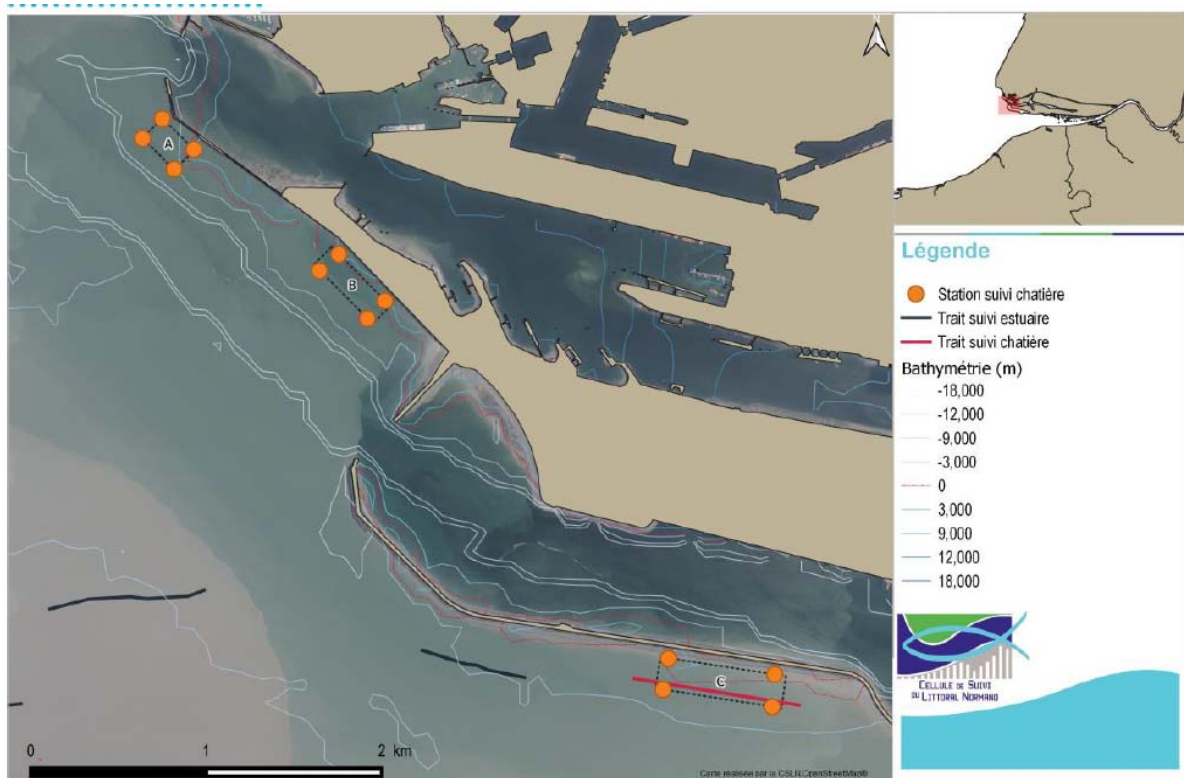 N
A
B
C
0 1 2 km
Carte réalisée par la CSLN, OpenStreetMap©
Légende
Station suivi chatière
Trait suivi estuaire
Trait suivi chatière
Bathymétrie (m)
-18,000
-12,000
-9,000
-3,000
0
3,000
9,000
12,000
18,000
CELLULE DE SUIVI
DU LITTORAL NORMAND